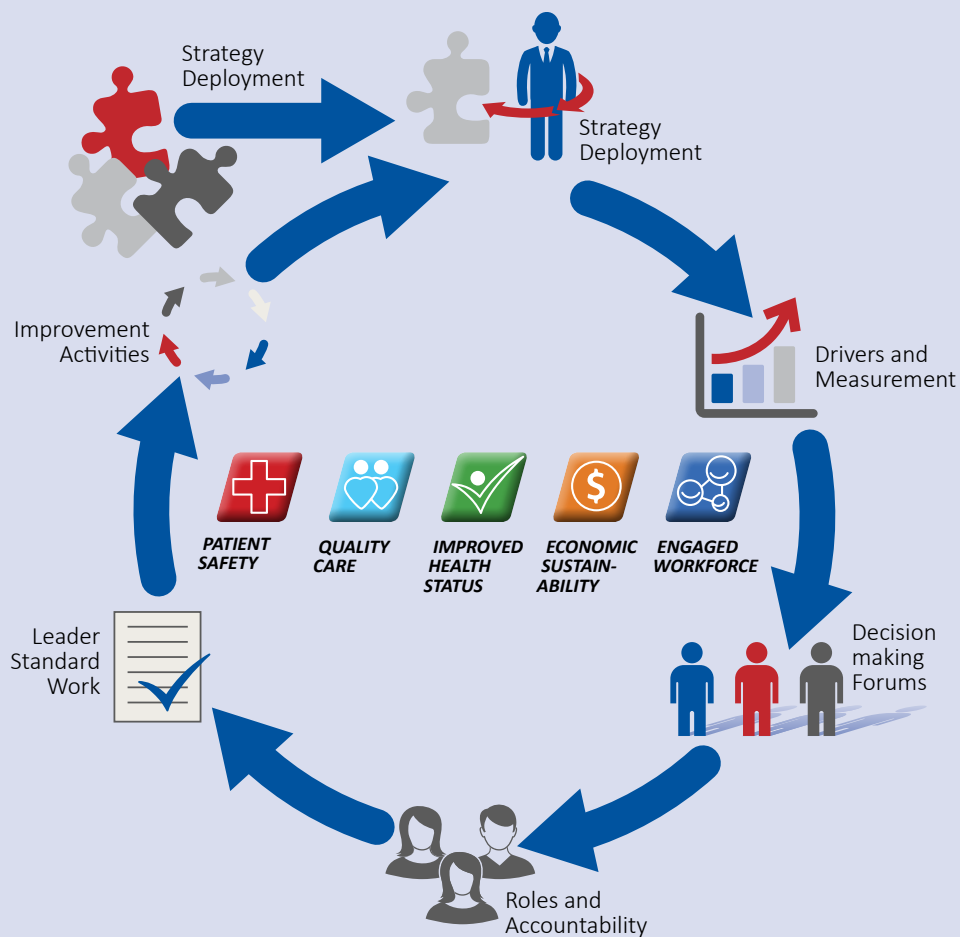 Strategy
Deployment
Strategy
Deployment
Improvement
Activities
Drivers and
Measurement
PATIENT
SAFETY
QUALITY
CARE
IMPROVED
HEALTH
STATUS
$
ECONOMIC
SUSTAIN-
ABILITY
ENGAGED
WORKFORCE
Leader
Standard
Work
Decision
making
Forums
Roles and
Accountability